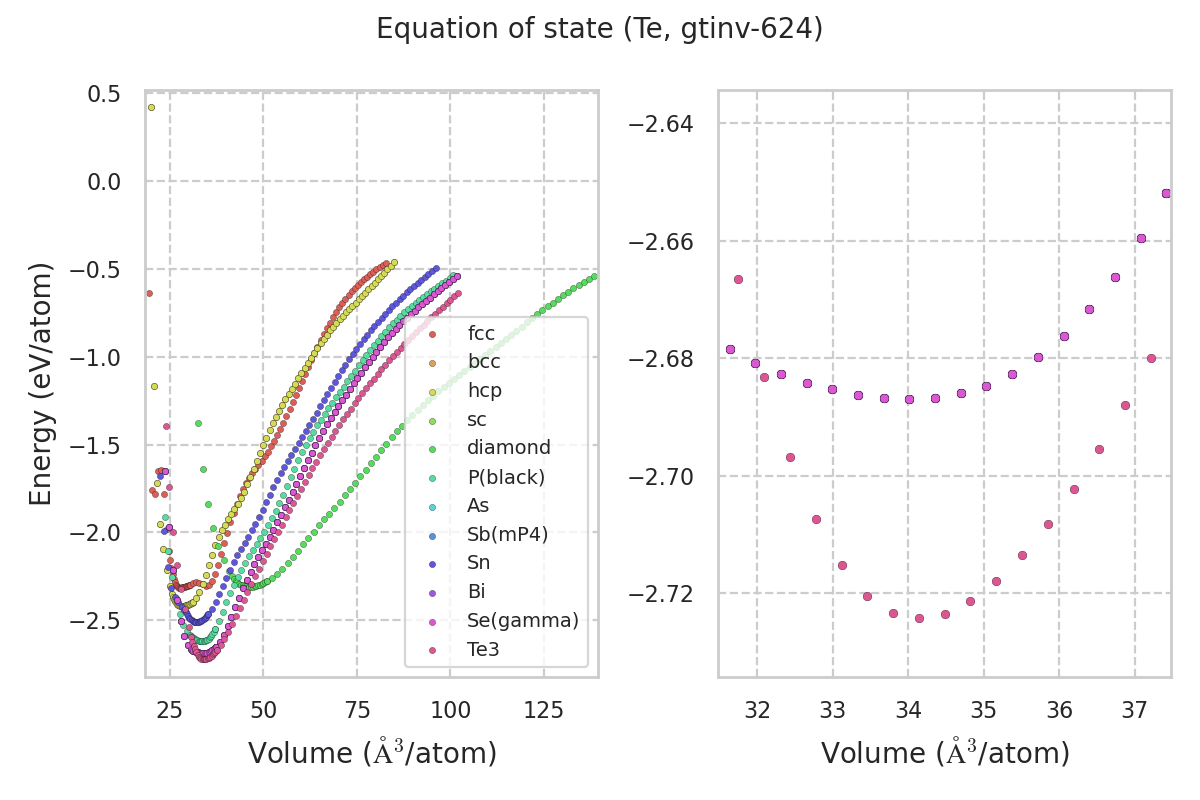 Equation of state (Te, gtinv-624)
Energy (eV/atom)
0.5
0.0
−0.5
−1.0
−1.5
−2.0
−2.5
25 50 75 100 125
Volume (Å³/atom)
fcc
bcc
hcp
sc
diamond
P(black)
As
Sb(mP4)
Sn
Bi
Se(gamma)
Te3
−2.64
−2.66
−2.68
−2.70
−2.72
32 33 34 35 36 37
Volume (Å³/atom)